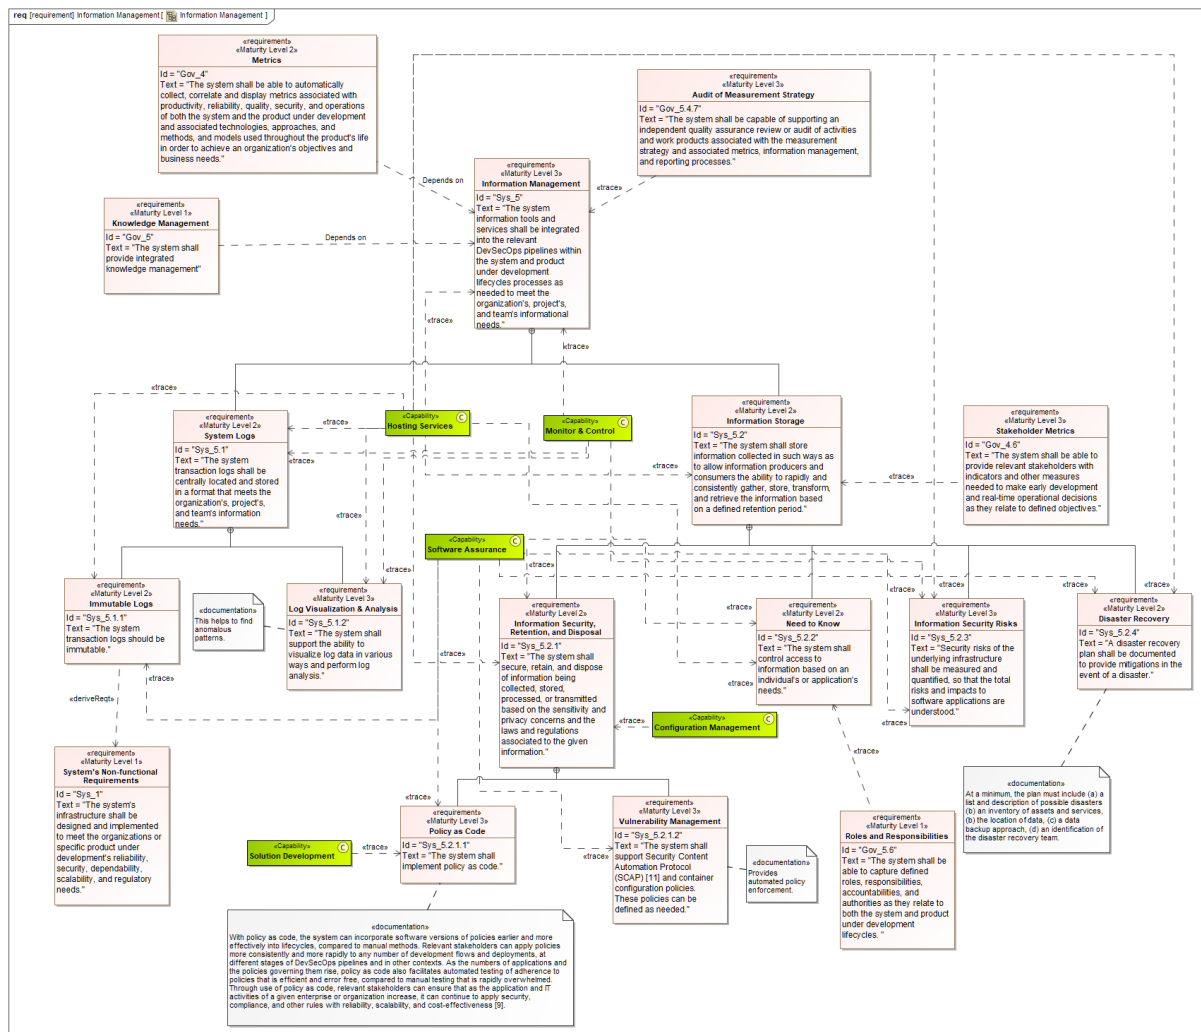 req [requirement] Information Management [ Information Management ]
«requirement»
«Maturity Level 2»
Metrics
Id = "Gov_4"
Text = "The system shall be able to automatically
collect, correlate and display metrics associated with
productivity, reliability, quality, security, and operations
of both the system and the product under development
and associated technologies, approaches, and
methods, and models used throughout the product's life
in order to achieve an organization's objectives and
business needs."
«requirement»
«Maturity Level 3»
Audit of Measurement Strategy
Id = "Gov_5.4.7"
Text = "The system shall be capable of supporting an
independent quality assurance review or audit of activities
and work products associated with the measurement
strategy and associated metrics, information management,
and reporting processes."
«requirement»
«Maturity Level 3»
Information Management
Id = "Sys_5"
Text = "The system
information tools and
services shall be integrated
into the relevant
DevSecOps pipelines within
the system and product
under development
lifecycles processes as
needed to meet the
organization's, project's,
and team's informational
needs."
Depends on
«trace»
«requirement»
«Maturity Level 1»
Knowledge Management
Id = "Gov_5"
Text = "The system shall
provide integrated
knowledge management"
Depends on
«trace»
«trace»
«trace»
«requirement»
«Maturity Level 2»
System Logs
Id = "Sys_5.1"
Text = "The system
transaction logs shall be
centrally located and stored
in a format that meets the
organization's, project's,
and team's information
needs."
«Capability»
Hosting Services
«trace»
«Capability»
Monitor & Control
«requirement»
«Maturity Level 2»
Information Storage
Id = "Sys_5.2"
Text = "The system shall store
information collected in such ways as
to allow information producers and
consumers the ability to rapidly and
consistently gather, store, transform,
and retrieve the information based
on a defined retention period."
«requirement»
«Maturity Level 3»
Stakeholder Metrics
Id = "Gov_4.6"
Text = "The system shall be able to
provide relevant stakeholders with
indicators and other measures
needed to make early development
and real-time operational decisions
as they relate to defined objectives."
«trace»
«trace»
«trace»
«trace»
«Capability»
Software Assurance
«requirement»
«Maturity Level 2»
Immutable Logs
Id = "Sys_5.1.1"
Text = "The system
transaction logs should be
immutable."
«documentation»
This helps to find
anomalous
patterns.
«requirement»
«Maturity Level 3»
Log Visualization & Analysis
Id = "Sys_5.1.2"
Text = "The system shall
support the ability to
visualize log data in various
ways and perform log
analysis."
«trace»
«requirement»
«Maturity Level 2»
Information Security,
Retention, and Disposal
Id = "Sys_5.2.1"
Text = "The system shall
secure, retain, and dispose
of information being
collected, stored,
processed, or transmitted
based on the sensitivity and
privacy concerns and the
laws and regulations
associated to the given
information."
«trace»
«requirement»
«Maturity Level 2»
Need to Know
Id = "Sys_5.2.2"
Text = "The system shall
control access to
information based on an
individual's or application's
needs."
«trace»
«requirement»
«Maturity Level 3»
Information Security Risks
Id = "Sys_5.2.3"
Text = "Security risks of the
underlying infrastructure
shall be measured and
quantified, so that the total
risks and impacts to
software applications are
understood."
«trace»
«trace»
«requirement»
«Maturity Level 2»
Disaster Recovery
Id = "Sys_5.2.4"
Text = "A disaster recovery
plan shall be documented
to provide mitigations in the
event of a disaster."
«trace»
«trace»
«trace»
«trace»
«trace»
«deriveReqt»
«trace»
«Capability»
Configuration Management
«trace»
«trace»
«requirement»
«Maturity Level 1»
System's Non-functional
Requirements
Id = "Sys_1"
Text = "The system's
infrastructure shall be
designed and implemented
to meet the organizations or
specific product under
development's reliability,
security, dependability,
scalability, and regulatory
needs."
«trace»
«requirement»
«Maturity Level 3»
Policy as Code
Id = "Sys_5.2.1.1"
Text = "The system shall
implement policy as code."
«Capability»
Solution Development
«trace»
«trace»
«requirement»
«Maturity Level 3»
Vulnerability Management
Id = "Sys_5.2.1.2"
Text = "The system shall
support Security Content
Automation Protocol
(SCAP) [11] and container
configuration policies.
These policies can be
defined as needed."
«documentation»
Provides
automated policy
enforcement.
«requirement»
«Maturity Level 1»
Roles and Responsibilities
Id = "Gov_5.6"
Text = "The system shall be
able to capture defined
roles, responsibilities,
accountabilities, and
authorities as they relate to
both the system and product
under development
lifecycles. "
«documentation»
At a minimum, the plan must include (a) a
list and description of possible disasters
(b) an inventory of assets and services,
(b) the location of data, (c) a data
backup approach, (d) an identification of
the disaster recovery team.
«documentation»
With policy as code, the system can incorporate software versions of policies earlier and more
effectively into lifecycles, compared to manual methods. Relevant stakeholders can apply policies
more consistently and more rapidly to any number of development flows and deployments, at
different stages of DevSecOps pipelines and in other contexts. As the numbers of applications and
the policies governing them rise, policy as code also facilitates automated testing of adherence to
policies that is efficient and error free, compared to manual testing that is rapidly overwhelmed.
Through use of policy as code, relevant stakeholders can ensure that as the application and IT
activities of a given enterprise or organization increase, it can continue to apply security,
compliance, and other rules with reliability, scalability, and cost-effectiveness [9].